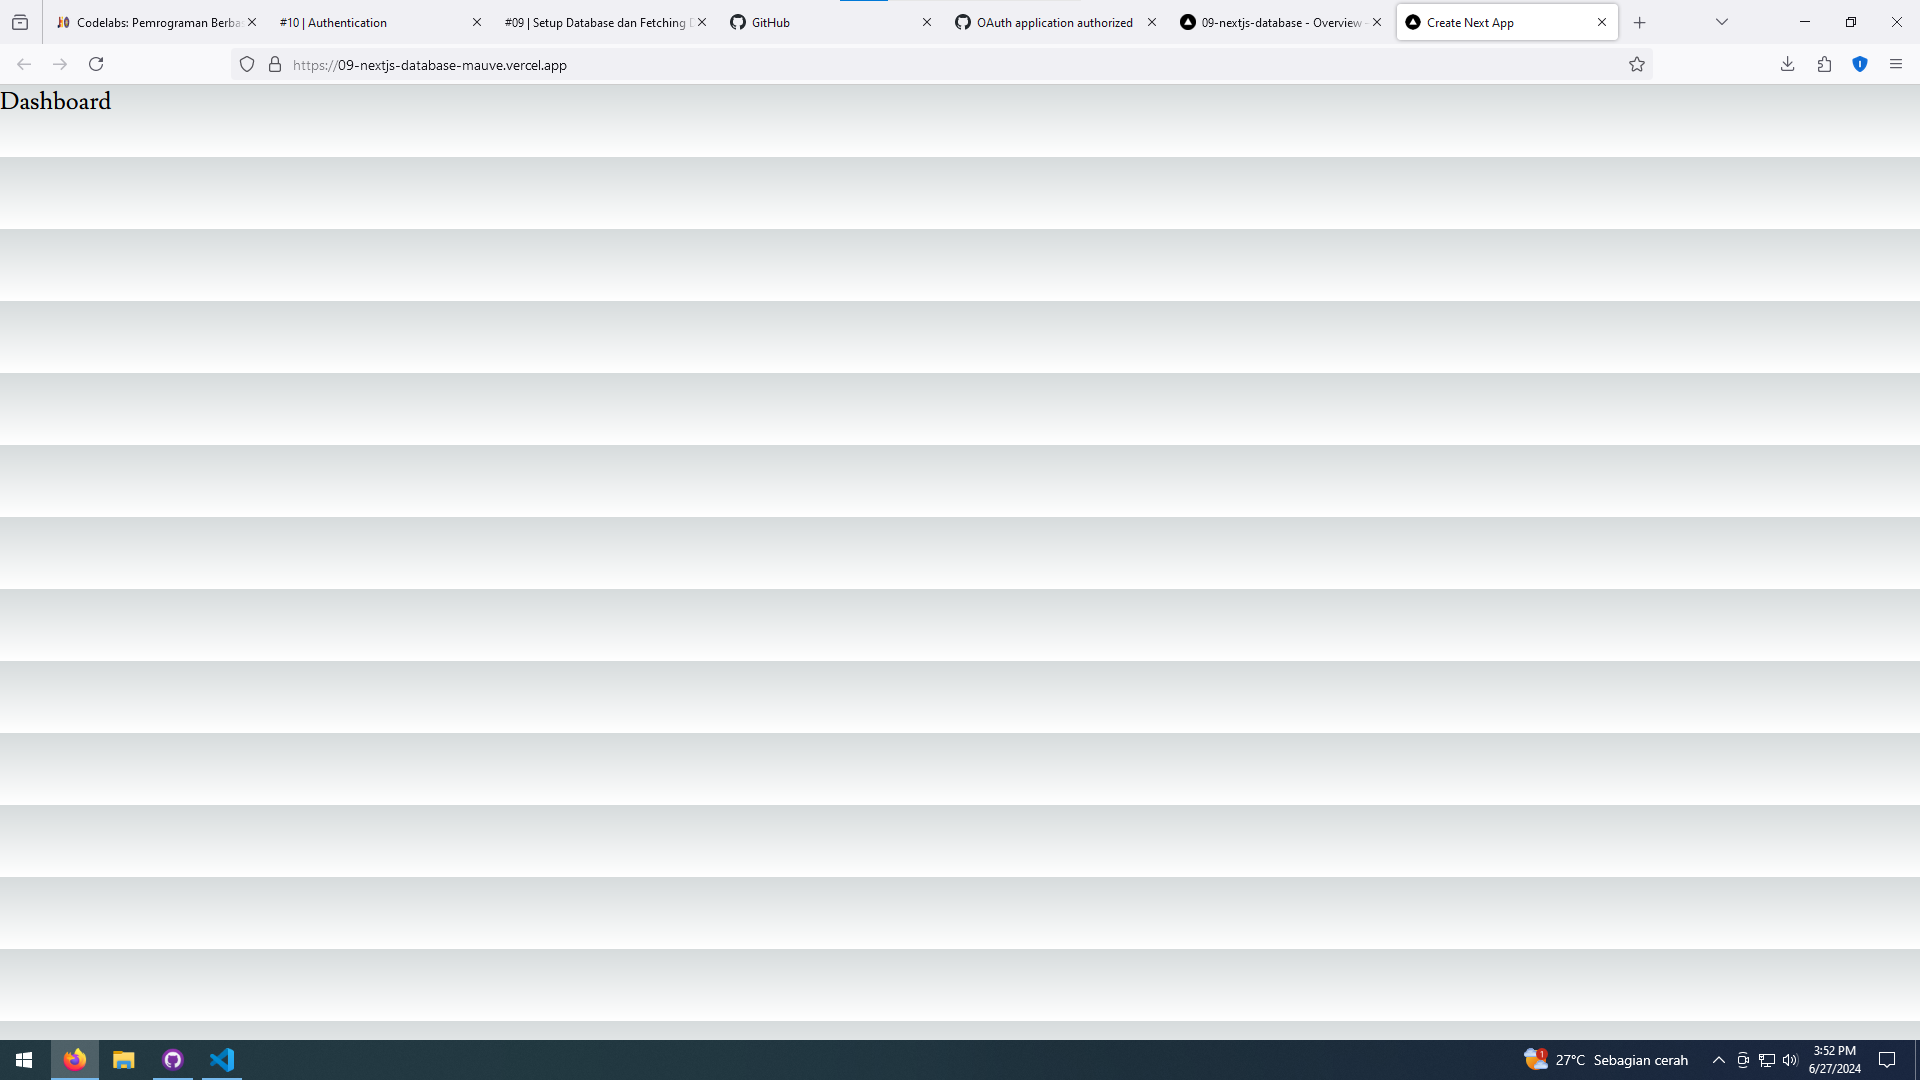 Codelabs: Pemrograman Berba
#10 | Authentication
#09 | Setup Database dan Fetching D
GitHub
OAuth application authorized
09-nextjs-database - Overview -
Create Next App
https://09-nextjs-database-mauve.vercel.app
Dashboard
1
27°C Sebagian cerah
3:52 PM
6/27/2024